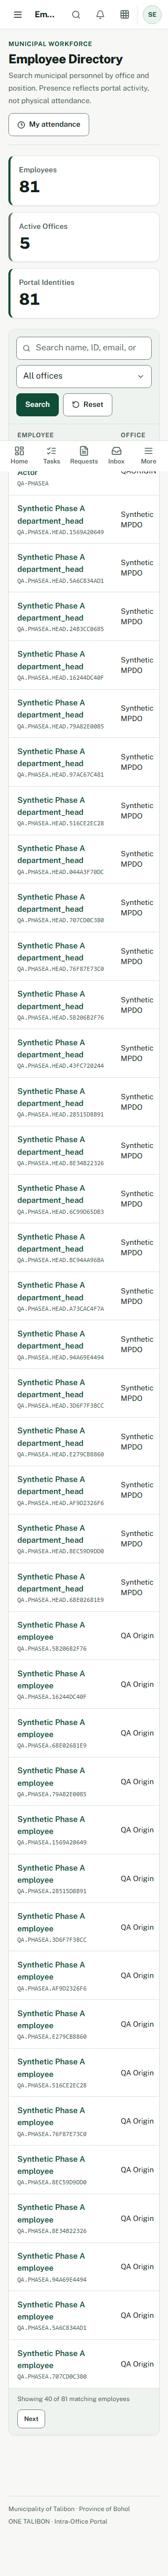 Em...
SE
MUNICIPAL WORKFORCE
Employee Directory
Search municipal personnel by office and
position. Presence reflects portal activity,
not physical attendance.
My attendance
Employees
81
Active Offices
5
Portal Identities
81
Search name, ID, email, or
All offices
Search
Reset
EMPLOYEE OFFICE
Home Tasks Requests Inbox More
Actor
QA-PHASEA
Synthetic Phase A
department_head
QA.PHASEA.HEAD.1569A20649
Synthetic
MPDO
Synthetic Phase A
department_head
QA.PHASEA.HEAD.5A6C834AD1
Synthetic
MPDO
Synthetic Phase A
department_head
QA.PHASEA.HEAD.24B3CC0685
Synthetic
MPDO
Synthetic Phase A
department_head
QA.PHASEA.HEAD.16244DC40F
Synthetic
MPDO
Synthetic Phase A
department_head
QA.PHASEA.HEAD.79A82E0085
Synthetic
MPDO
Synthetic Phase A
department_head
QA.PHASEA.HEAD.97AC67C481
Synthetic
MPDO
Synthetic Phase A
department_head
QA.PHASEA.HEAD.516CE2EC28
Synthetic
MPDO
Synthetic Phase A
department_head
QA.PHASEA.HEAD.044A3F70DC
Synthetic
MPDO
Synthetic Phase A
department_head
QA.PHASEA.HEAD.707CD0C380
Synthetic
MPDO
Synthetic Phase A
department_head
QA.PHASEA.HEAD.76F87E73C0
Synthetic
MPDO
Synthetic Phase A
department_head
QA.PHASEA.HEAD.5B206B2F76
Synthetic
MPDO
Synthetic Phase A
department_head
QA.PHASEA.HEAD.43FC720244
Synthetic
MPDO
Synthetic Phase A
department_head
QA.PHASEA.HEAD.28515D8B91
Synthetic
MPDO
Synthetic Phase A
department_head
QA.PHASEA.HEAD.8E34B22326
Synthetic
MPDO
Synthetic Phase A
department_head
QA.PHASEA.HEAD.6C99D65DB3
Synthetic
MPDO
Synthetic Phase A
department_head
QA.PHASEA.HEAD.BC94AA96BA
Synthetic
MPDO
Synthetic Phase A
department_head
QA.PHASEA.HEAD.A73CAC4F7A
Synthetic
MPDO
Synthetic Phase A
department_head
QA.PHASEA.HEAD.94A69E4494
Synthetic
MPDO
Synthetic Phase A
department_head
QA.PHASEA.HEAD.3D6F7F3BCC
Synthetic
MPDO
Synthetic Phase A
department_head
QA.PHASEA.HEAD.E279CB8860
Synthetic
MPDO
Synthetic Phase A
department_head
QA.PHASEA.HEAD.AF9D2326F6
Synthetic
MPDO
Synthetic Phase A
department_head
QA.PHASEA.HEAD.8EC59D9DD0
Synthetic
MPDO
Synthetic Phase A
department_head
QA.PHASEA.HEAD.68E02681E9
Synthetic
MPDO
Synthetic Phase A
employee
QA.PHASEA.5B206B2F76
QA Origin
Synthetic Phase A
employee
QA.PHASEA.16244DC40F
QA Origin
Synthetic Phase A
employee
QA.PHASEA.68E02681E9
QA Origin
Synthetic Phase A
employee
QA.PHASEA.79A82E0085
QA Origin
Synthetic Phase A
employee
QA.PHASEA.1569A20649
QA Origin
Synthetic Phase A
employee
QA.PHASEA.28515D8B91
QA Origin
Synthetic Phase A
employee
QA.PHASEA.3D6F7F3BCC
QA Origin
Synthetic Phase A
employee
QA.PHASEA.AF9D2326F6
QA Origin
Synthetic Phase A
employee
QA.PHASEA.E279CB8860
QA Origin
Synthetic Phase A
employee
QA.PHASEA.516CE2EC28
QA Origin
Synthetic Phase A
employee
QA.PHASEA.76F87E73C0
QA Origin
Synthetic Phase A
employee
QA.PHASEA.8EC59D9DD0
QA Origin
Synthetic Phase A
employee
QA.PHASEA.8E34B22326
QA Origin
Synthetic Phase A
employee
QA.PHASEA.94A69E4494
QA Origin
Synthetic Phase A
employee
QA.PHASEA.5A6C834AD1
QA Origin
Synthetic Phase A
employee
QA.PHASEA.707CD0C380
QA Origin
Showing 40 of 81 matching employees
Next
Municipality of Talibon · Province of Bohol
ONE TALIBON · Intra-Office Portal